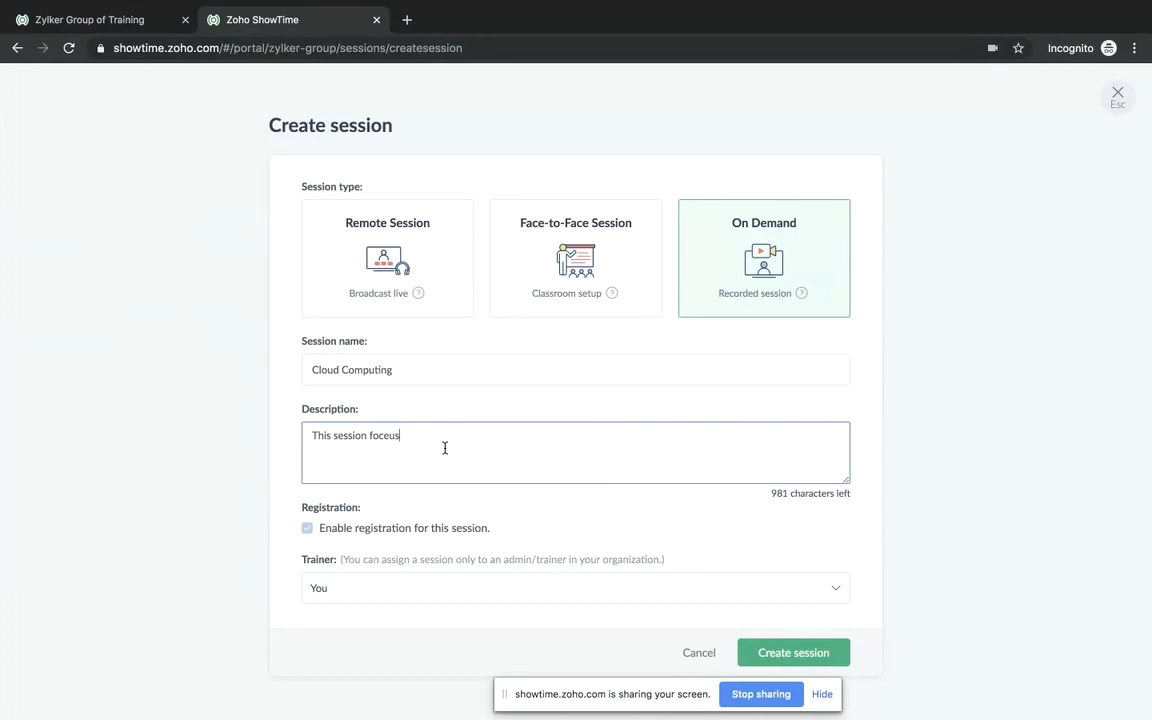 Zylker Group of Training
Zoho ShowTime
showtime.zoho.com/#/portal/zylker-group/sessions/createsession
Incognito
Esc
Create session
Session type:
Remote Session
Face-to-Face Session
On Demand
Broadcast live ?
Classroom setup ?
Recorded session ?
Session name:
Cloud Computing
Description:
This session foceus
981 characters left
Registration:
Enable registration for this session.
Trainer: (You can assign a session only to an admin/trainer in your organization.)
You
Cancel
Create session
showtime.zoho.com is sharing your screen.
Stop sharing
Hide